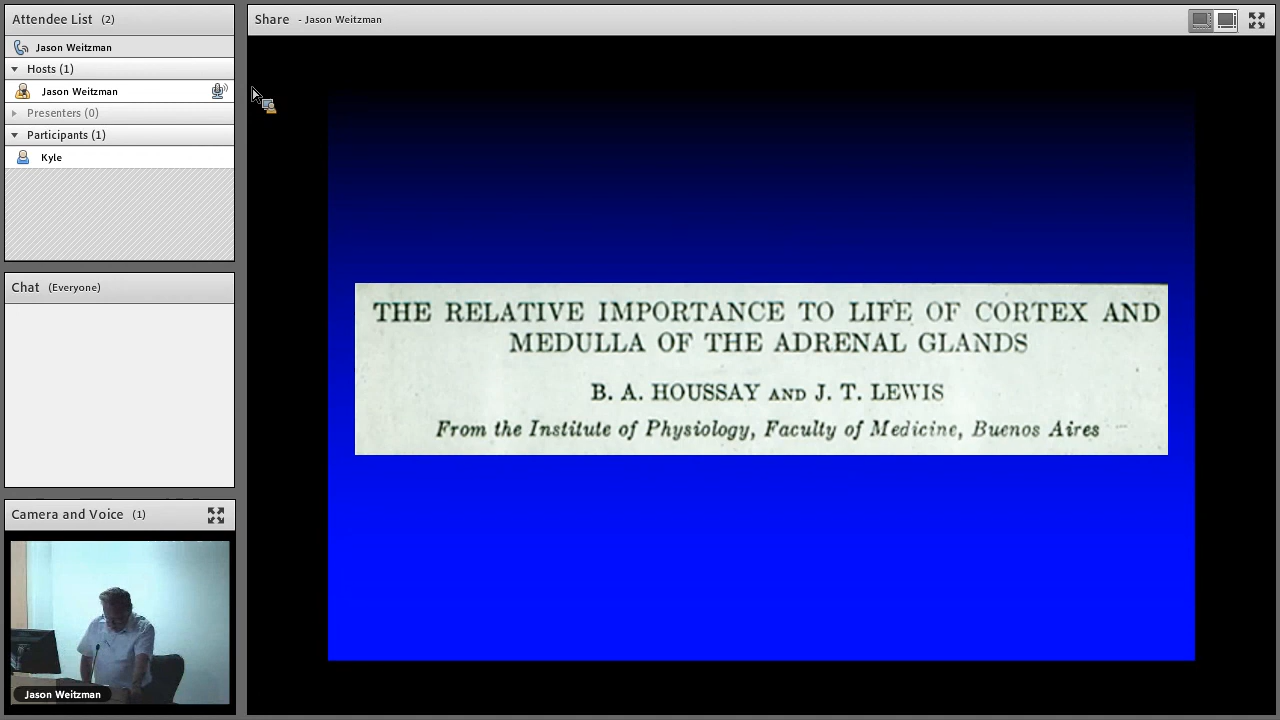 Attendee List (2)
Jason Weitzman
Hosts (1)
Jason Weitzman
Presenters (0)
Participants (1)
Kyle
Chat (Everyone)
Camera and Voice (1)
Jason Weitzman
Share - Jason Weitzman
THE RELATIVE IMPORTANCE TO LIFE OF CORTEX AND
MEDULLA OF THE ADRENAL GLANDS
B. A. HOUSSAY AND J. T. LEWIS
From the Institute of Physiology, Faculty of Medicine, Buenos Aires